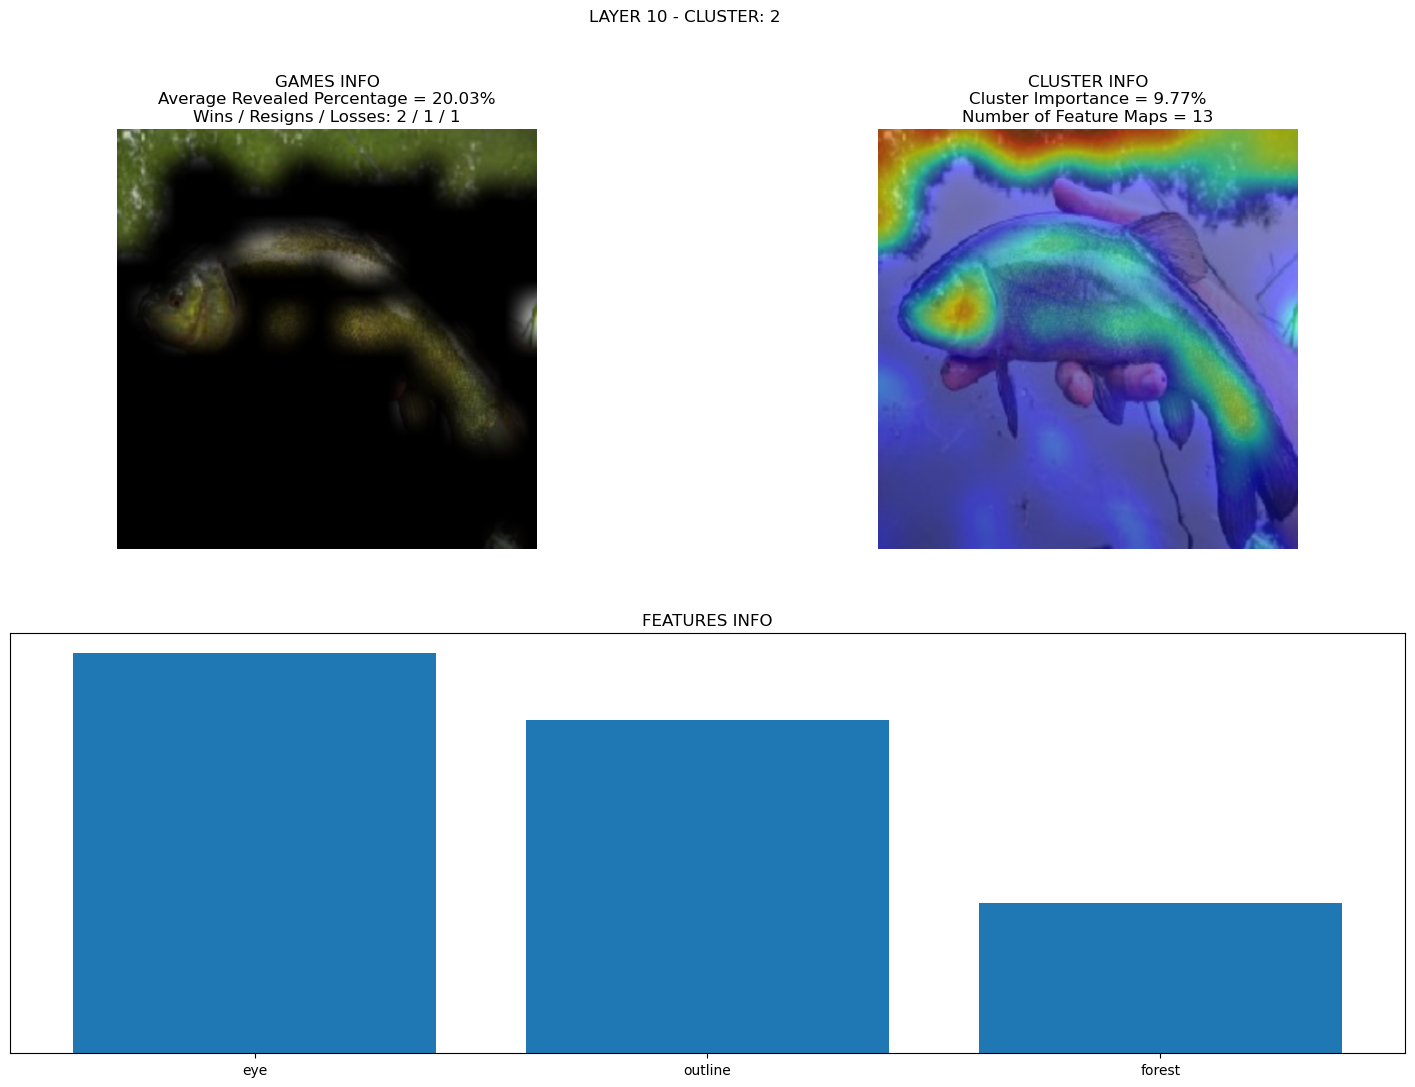 LAYER 10 - CLUSTER: 2
GAMES INFO
Average Revealed Percentage = 20.03%
Wins / Resigns / Losses: 2 / 1 / 1
CLUSTER INFO
Cluster Importance = 9.77%
Number of Feature Maps = 13
FEATURES INFO
eye
outline
forest